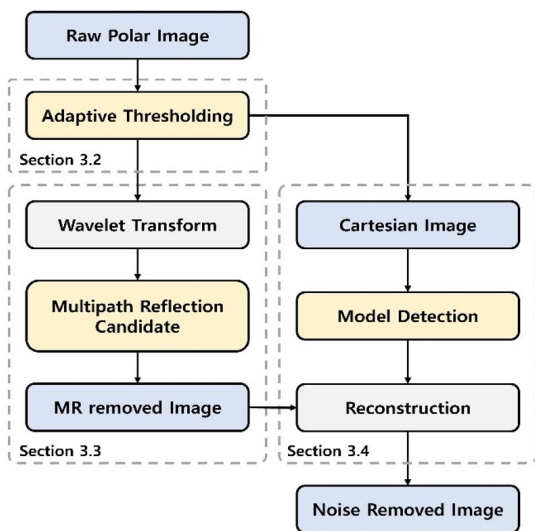 Raw Polar Image
Adaptive Thresholding
Section 3.2
Wavelet Transform
Multipath Reflection
Candidate
MR removed Image
Section 3.3
Cartesian Image
Model Detection
Reconstruction
Section 3.4
Noise Removed Image